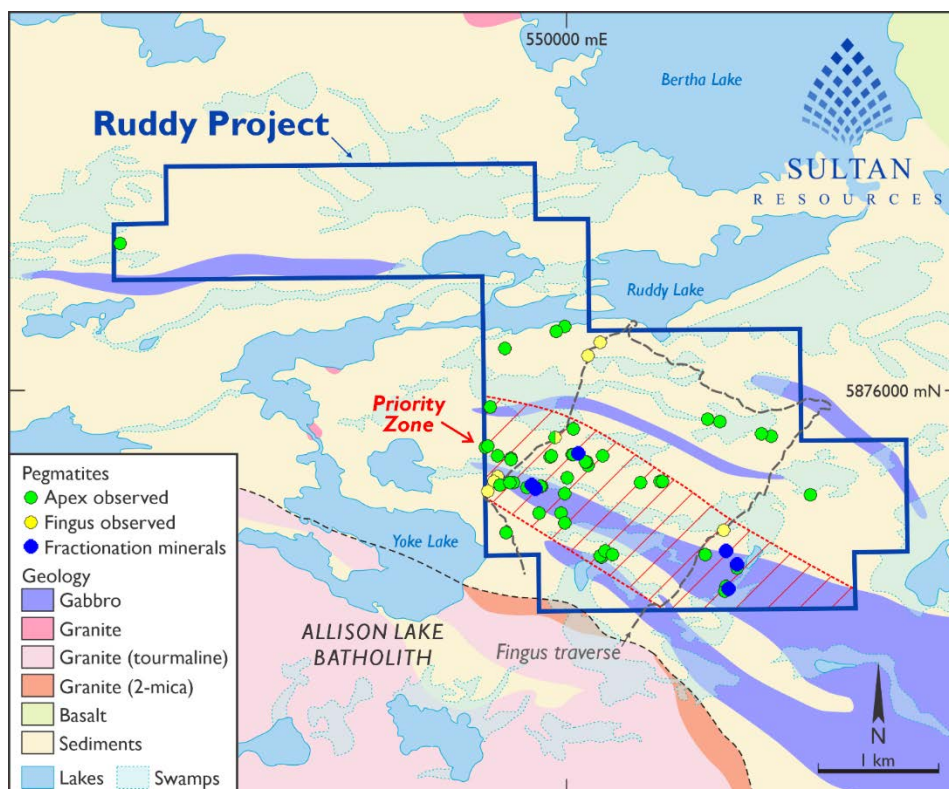 550000 mE
Bertha Lake
Ruddy Project
SULTAN
RESOURCES
Ruddy Lake
5876000 mN
Priority
Zone
Pegmatites
Apex observed
Fingus observed
Fractionation minerals
Geology
Gabbro
Granite
Granite (tourmaline)
Granite (2-mica)
Basalt
Sediments
Lakes
Swamps
Yoke Lake
ALLISON LAKE
BATHOLITH
Fingus traverse
N
1 km